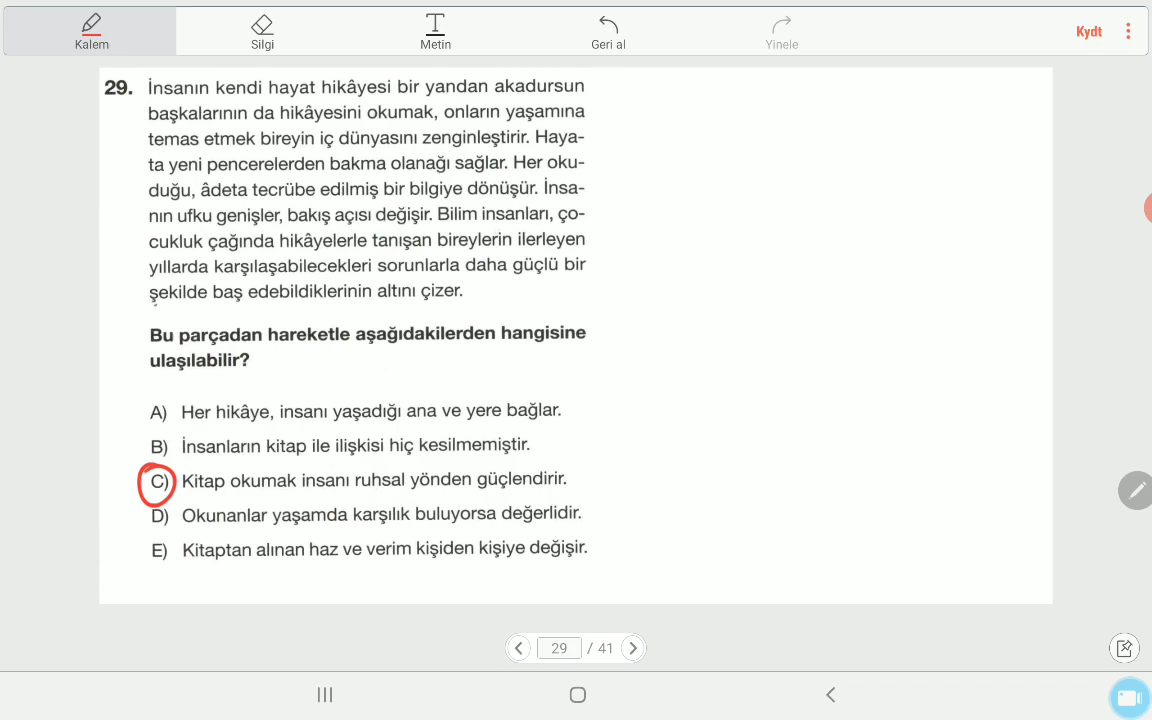 Kalem
Silgi
Metin
Geri al
Yinele
Kydt
29. İnsanın kendi hayat hikâyesi bir yandan akadursun
başkalarının da hikâyesini okumak, onların yaşamına
temas etmek bireyin iç dünyasını zenginleştirir. Haya-
ta yeni pencerelerden bakma olanağı sağlar. Her oku-
duğu, âdeta tecrübe edilmiş bir bilgiye dönüşür. İnsa-
nın ufku genişler, bakış açısı değişir. Bilim insanları, ço-
cukluk çağında hikâyelerle tanışan bireylerin ilerleyen
yıllarda karşılaşabilecekleri sorunlarla daha güçlü bir
şekilde baş edebildiklerinin altını çizer.
Bu parçadan hareketle aşağıdakilerden hangisine
ulaşılabilir?
A) Her hikâye, insanı yaşadığı ana ve yere bağlar.
B) İnsanların kitap ile ilişkisi hiç kesilmemiştir.
C) Kitap okumak insanı ruhsal yönden güçlendirir.
D) Okunanlar yaşamda karşılık buluyorsa değerlidir.
E) Kitaptan alınan haz ve verim kişiden kişiye değişir.
29 / 41